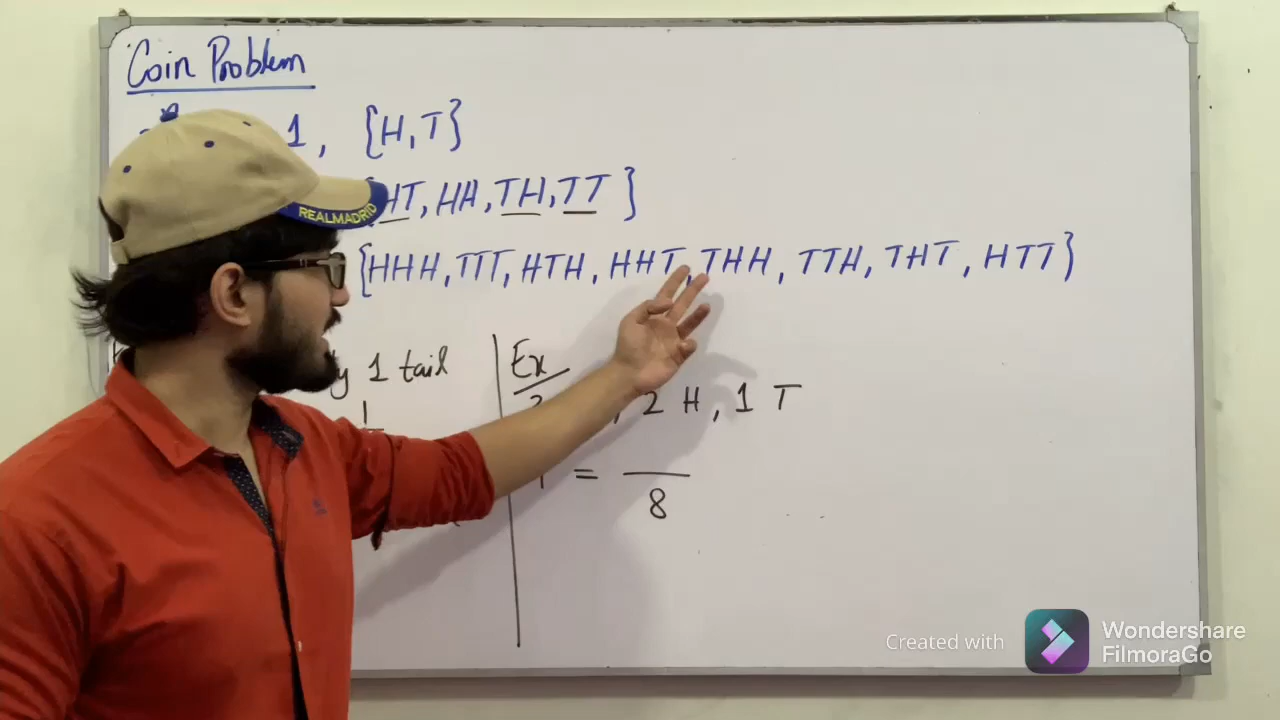 Coin Problem
1, {H,T}
HT, HH, TH, TT }
{HHH, TTT, HTH, HHT, THH, TTH, THT, HTT}
REALMADRID
1 tail
Ex
, 2 H, 1 T
1
=
8
Created with
Wondershare
FilmoraGo